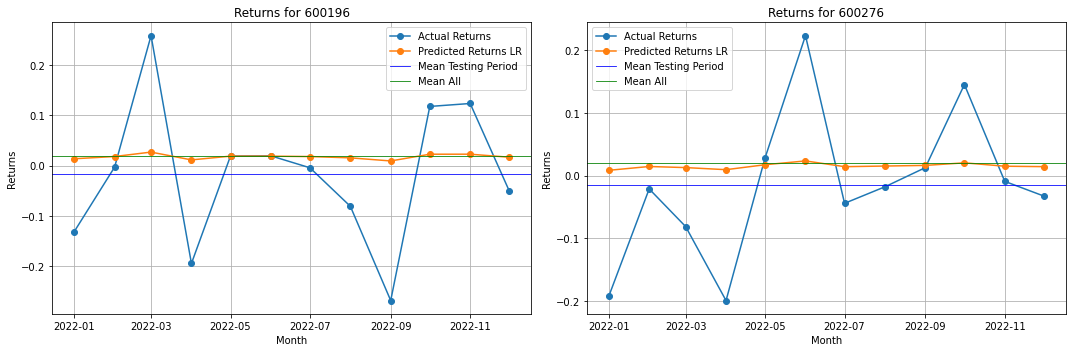 Returns for 600196
Returns
0.2
0.1
0.0
−0.1
−0.2
Actual Returns
Predicted Returns LR
Mean Testing Period
Mean All
2022-01 2022-03 2022-05 2022-07 2022-09 2022-11
Month
Returns for 600276
Returns
0.2
0.1
0.0
−0.1
−0.2
Actual Returns
Predicted Returns LR
Mean Testing Period
Mean All
2022-01 2022-03 2022-05 2022-07 2022-09 2022-11
Month